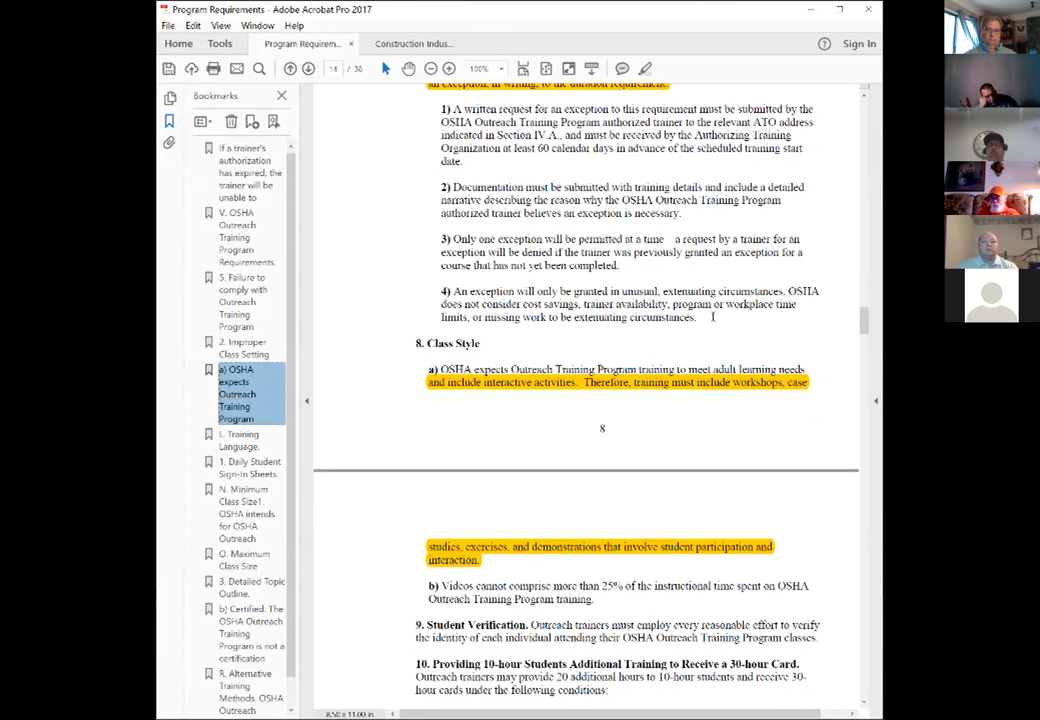 Program Requirements - Adobe Acrobat Pro 2017
File Edit View Window Help
Home Tools Program Requirem... × Construction Indus... Sign In
14 / 38 100%
Bookmarks
If a trainer's
authorization
has expired, the
trainer will be
unable to
V. OSHA
Outreach
Training
Program
Requirements.
5. Failure to
comply with
Outreach
Training
Program
2. Improper
Class Setting
a) OSHA
expects
Outreach
Training
Program
L. Training
Language.
1. Daily Student
Sign-In Sheets.
N. Minimum
Class Size1.
OSHA intends
for OSHA
Outreach
O. Maximum
Class Size
3. Detailed Topic
Outline.
b) Certified. The
OSHA Outreach
Training
Program is not a
certification
R. Alternative
Training
Methods. OSHA
Outreach
an exception, in writing, to the duration requirement.
1) A written request for an exception to this requirement must be submitted by the
OSHA Outreach Training Program authorized trainer to the relevant ATO address
indicated in Section IV.A., and must be received by the Authorizing Training
Organization at least 60 calendar days in advance of the scheduled training start
date.
2) Documentation must be submitted with training details and include a detailed
narrative describing the reason why the OSHA Outreach Training Program
authorized trainer believes an exception is necessary.
3) Only one exception will be permitted at a time a request by a trainer for an
exception will be denied if the trainer was previously granted an exception for a
course that has not yet been completed.
4) An exception will only be granted in unusual, extenuating circumstances. OSHA
does not consider cost savings, trainer availability, program or workplace time
limits, or missing work to be extenuating circumstances.
8. Class Style
a) OSHA expects Outreach Training Program training to meet adult learning needs
and include interactive activities. Therefore, training must include workshops, case
8
studies, exercises, and demonstrations that involve student participation and
interaction.
b) Videos cannot comprise more than 25% of the instructional time spent on OSHA
Outreach Training Program training.
9. Student Verification. Outreach trainers must employ every reasonable effort to verify
the identity of each individual attending their OSHA Outreach Training Program classes.
10. Providing 10-hour Students Additional Training to Receive a 30-hour Card.
Outreach trainers may provide 20 additional hours to 10-hour students and receive 30-
hour cards under the following conditions:
8.50 x 11.00 in